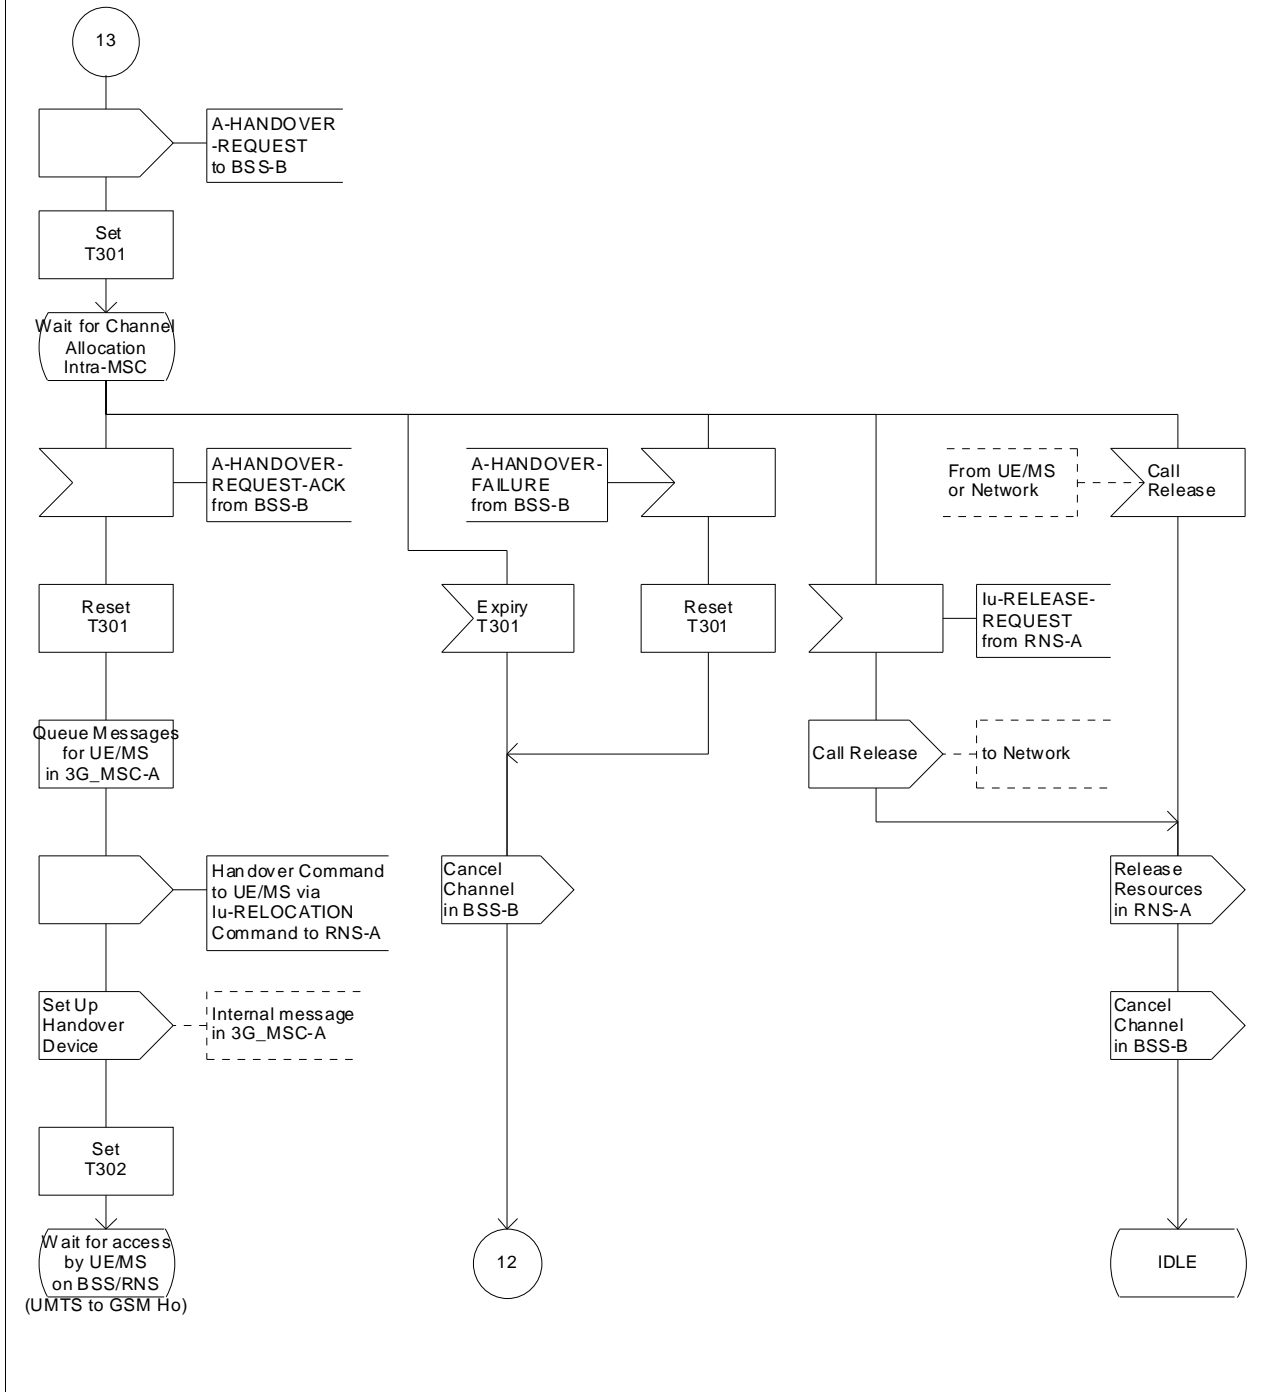 13
A-HANDOVER
-REQUEST
to BSS-B
Set
T301
Wait for Channel
Allocation
Intra-MSC
A-HANDOVER-
REQUEST-ACK
from BSS-B
A-HANDOVER-
FAILURE
from BSS-B
From UE/MS
or Network
Call
Release
Reset
T301
Expiry
T301
Reset
T301
Iu-RELEASE-
REQUEST
from RNS-A
Queue Messages
for UE/MS
in 3G_MSC-A
Call Release
to Network
Handover Command
to UE/MS via
Iu-RELOCATION
Command to RNS-A
Cancel
Channel
in BSS-B
Release
Resources
in RNS-A
Set Up
Handover
Device
Internal message
in 3G_MSC-A
Cancel
Channel
in BSS-B
Set
T302
Wait for access
by UE/MS
on BSS/RNS
(UMTS to GSM Ho)
12
IDLE